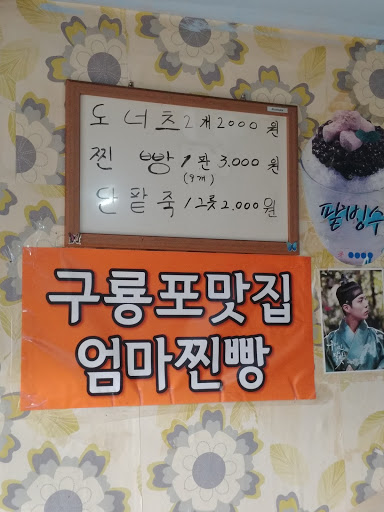 도너츠 2개 2000원
찐빵 1판 3.000원
(9개)
단팥죽 1그릇 2.000원
구룡포맛집
엄마찐빵
팥빙수